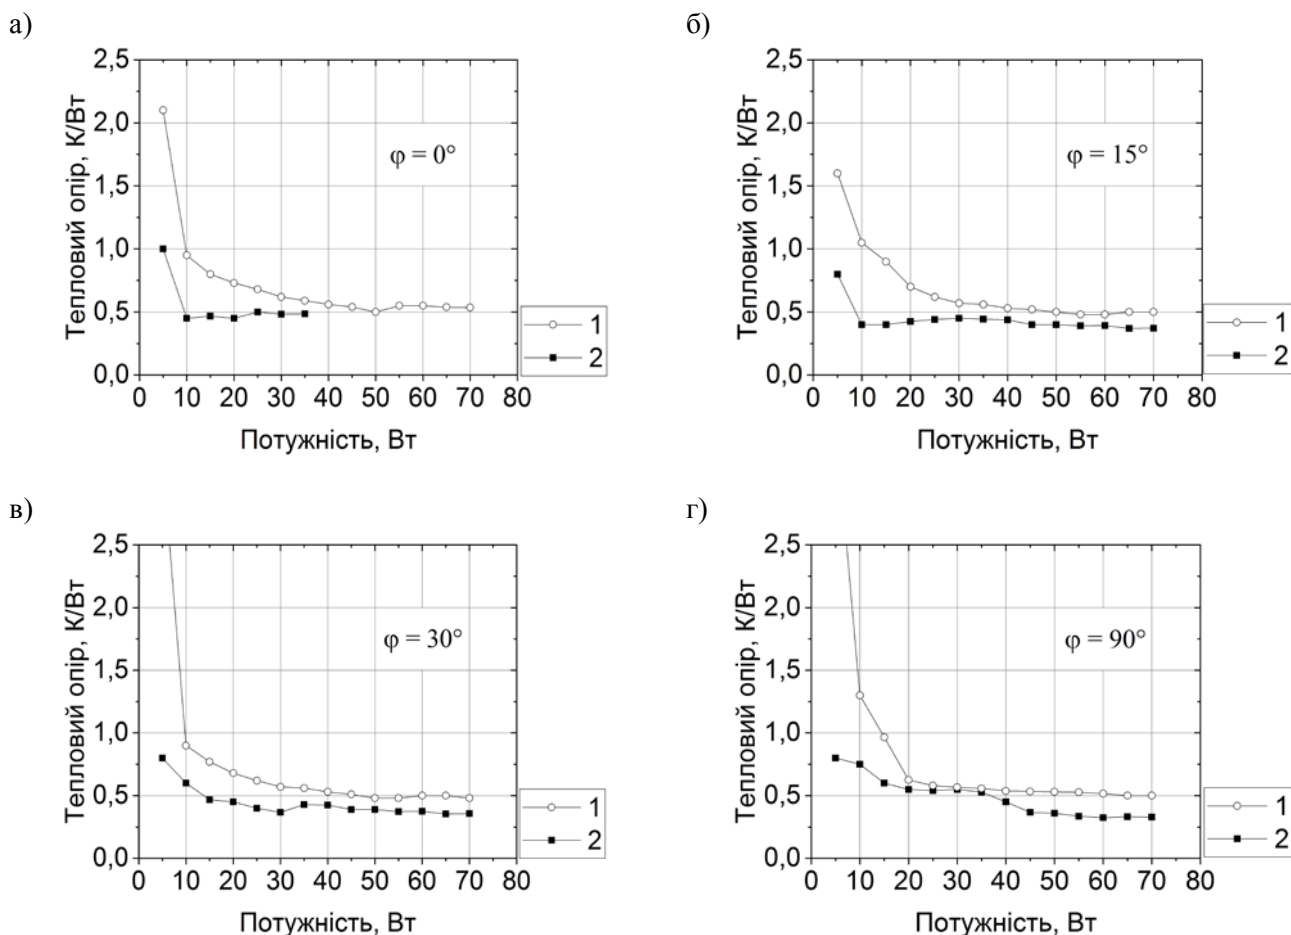 а)
Тепловий опір, К/Вт
2,5
2,0
1,5
1,0
0,5
0,0
φ = 0°
0 10 20 30 40 50 60 70 80
Потужність, Вт
1
2
б)
Тепловий опір, К/Вт
2,5
2,0
1,5
1,0
0,5
0,0
φ = 15°
0 10 20 30 40 50 60 70 80
Потужність, Вт
1
2
в)
Тепловий опір, К/Вт
2,5
2,0
1,5
1,0
0,5
0,0
φ = 30°
0 10 20 30 40 50 60 70 80
Потужність, Вт
1
2
г)
Тепловий опір, К/Вт
2,5
2,0
1,5
1,0
0,5
0,0
φ = 90°
0 10 20 30 40 50 60 70 80
Потужність, Вт
1
2